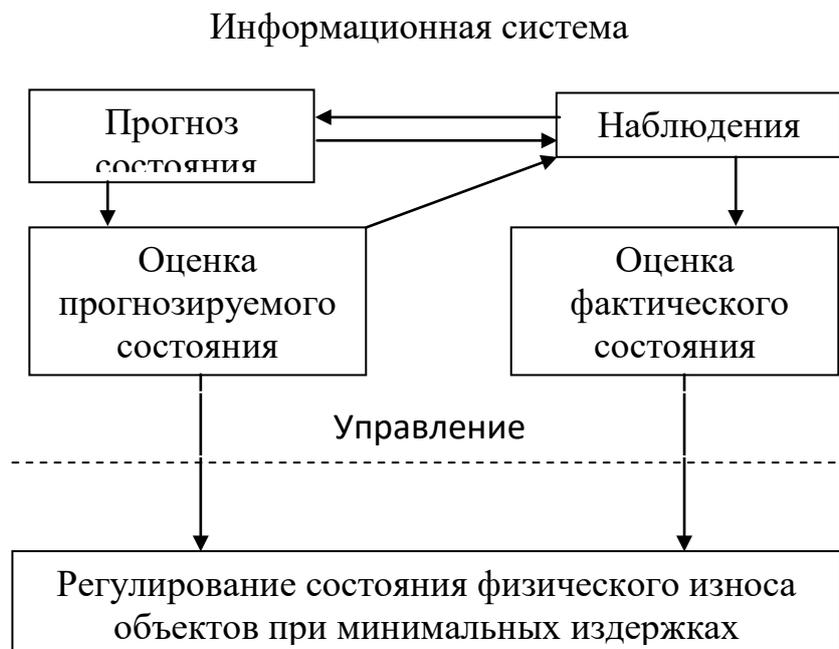 Информационная система
Прогноз
состояния
Наблюдения
Оценка
прогнозируемого
состояния
Оценка
фактического
состояния
Управление
Регулирование состояния физического износа
объектов при минимальных издержках